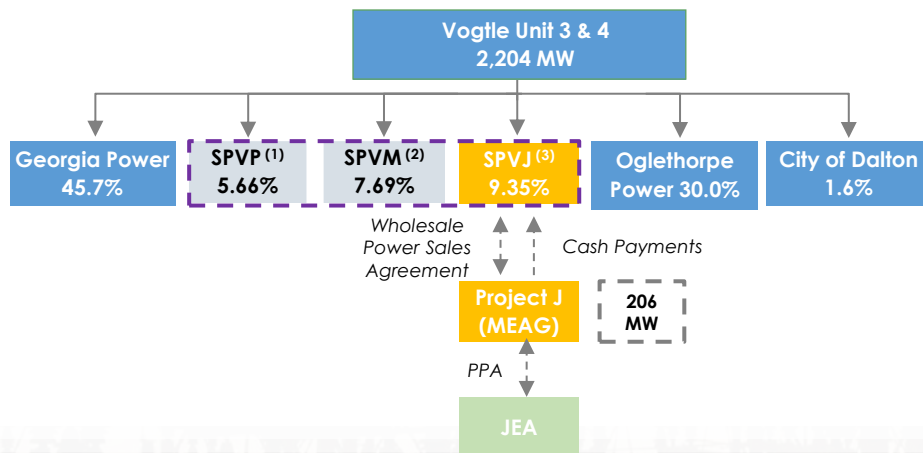 Vogtle Unit 3 & 4
2,204 MW
Georgia Power
45.7%
SPVP (1)
5.66%
SPVM (2)
7.69%
SPVJ (3)
9.35%
Oglethorpe
Power 30.0%
City of Dalton
1.6%
Wholesale
Power Sales
Agreement
Cash Payments
Project J
(MEAG)
206
MW
PPA
JEA